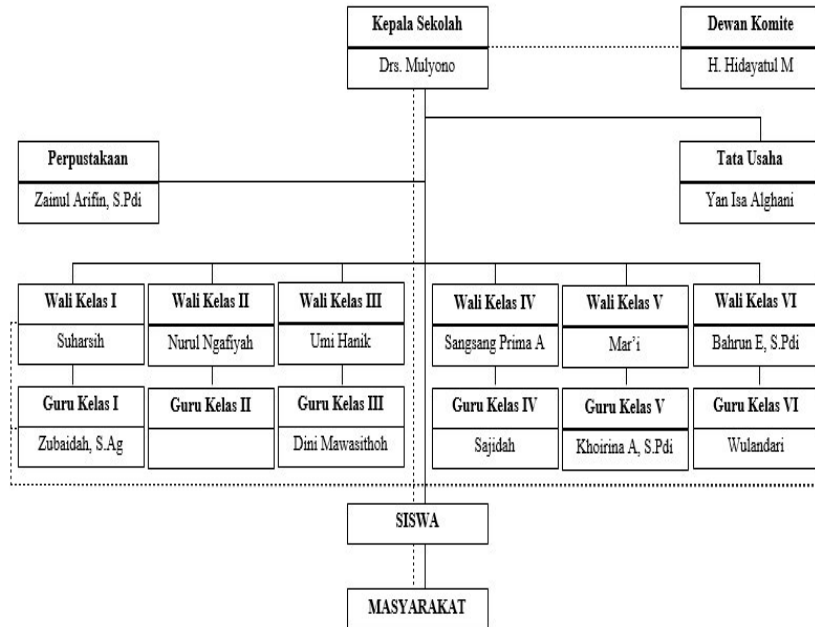 Kepala Sekolah
Drs. Mulyono
Dewan Komite
H. Hidayatul M
Perpustakaan
Zainul Arifin, S.Pdi
Tata Usaha
Yan Isa Alghani
Wali Kelas I
Suharsih
Wali Kelas II
Nurul Ngafiyah
Wali Kelas III
Umi Hanik
Wali Kelas IV
Sangsang Prima A
Wali Kelas V
Mar’i
Wali Kelas VI
Bahrun E, S.Pdi
Guru Kelas I
Zubaidah, S.Ag
Guru Kelas II
Guru Kelas III
Dini Mawasithoh
Guru Kelas IV
Sajidah
Guru Kelas V
Khoirina A, S.Pdi
Guru Kelas VI
Wulandari
SISWA
MASYARAKAT